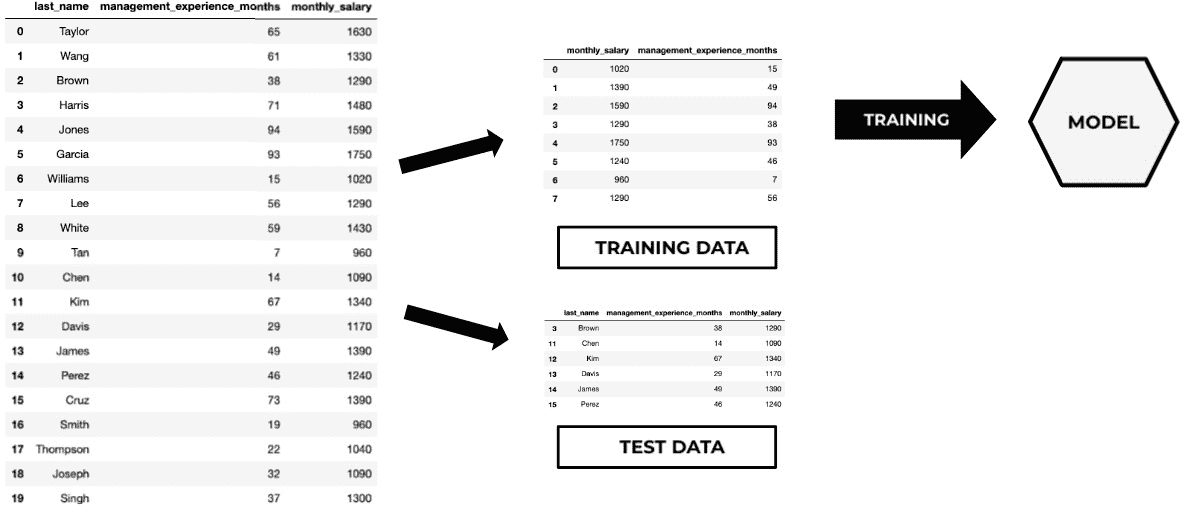 last_name management_experience_months monthly_salary
0 Taylor 65 1630
1 Wang 61 1330
2 Brown 38 1290
3 Harris 71 1480
4 Jones 94 1590
5 Garcia 93 1750
6 Williams 15 1020
7 Lee 56 1290
8 White 59 1430
9 Tan 7 960
10 Chen 14 1090
11 Kim 67 1340
12 Davis 29 1170
13 James 49 1390
14 Perez 46 1240
15 Cruz 73 1390
16 Smith 19 960
17 Thompson 22 1040
18 Joseph 32 1090
19 Singh 37 1300
monthly_salary management_experience_months
0 1020 15
1 1390 49
2 1590 94
3 1290 38
4 1750 93
5 1240 46
6 960 7
7 1290 56
TRAINING DATA
last_name management_experience_months monthly_salary
3 Brown 38 1290
11 Chen 14 1090
12 Kim 67 1340
13 Davis 29 1170
14 James 49 1390
15 Perez 46 1240
TEST DATA
TRAINING
MODEL